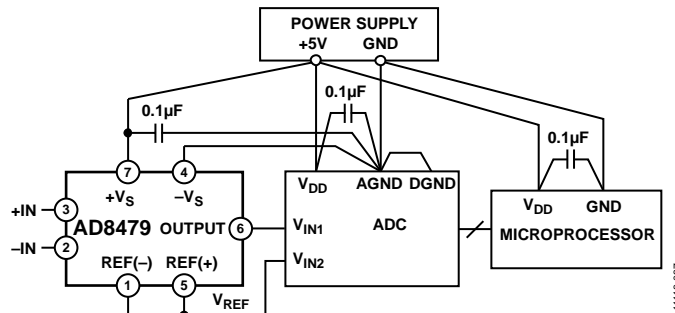 POWER SUPPLY
+5V GND
0.1µF
0.1µF
0.1µF
7 4
+VS –VS
VDD AGND DGND
VDD GND
+IN 3
AD8479 OUTPUT 6
VIN1 ADC
MICROPROCESSOR
–IN 2
VIN2
REF(–) REF(+)
1 5
VREF